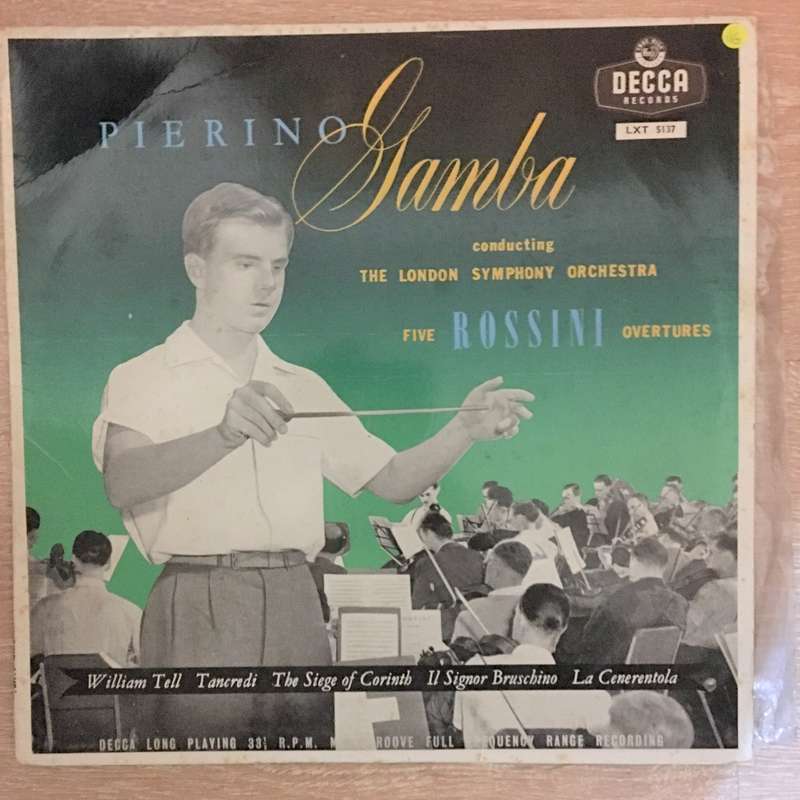 DECCA
RECORDS
LXT 5137
PIERINO Gamba
conducting
THE LONDON SYMPHONY ORCHESTRA
FIVE ROSSINI OVERTURES
William Tell Tancredi The Siege of Corinth Il Signor Bruschino La Cenerentola
DECCA LONG PLAYING 33⅓ R.P.M. FULL FREQUENCY RANGE RECORDING